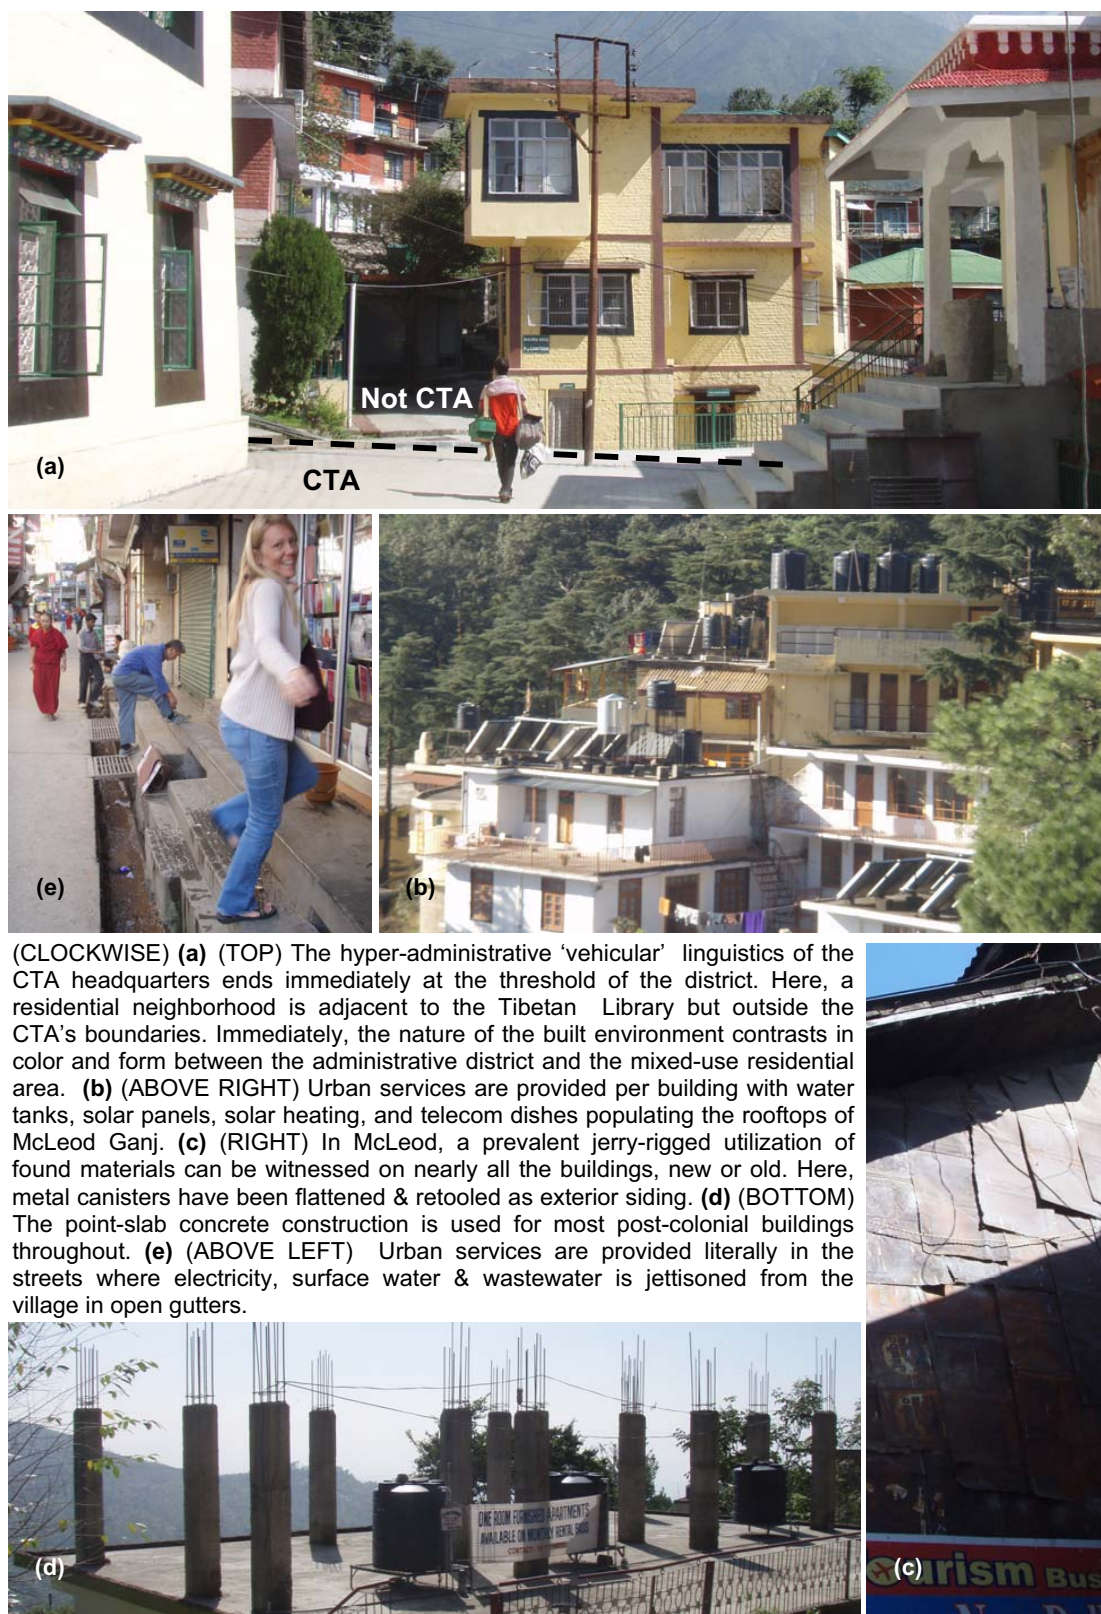 Not CTA
(a)
CTA
(e)
(b)
(CLOCKWISE) (a) (TOP) The hyper-administrative ‘vehicular’ linguistics of the
CTA headquarters ends immediately at the threshold of the district. Here, a
residential neighborhood is adjacent to the Tibetan Library but outside the
CTA’s boundaries. Immediately, the nature of the built environment contrasts in
color and form between the administrative district and the mixed-use residential
area. (b) (ABOVE RIGHT) Urban services are provided per building with water
tanks, solar panels, solar heating, and telecom dishes populating the rooftops of
McLeod Ganj. (c) (RIGHT) In McLeod, a prevalent jerry-rigged utilization of
found materials can be witnessed on nearly all the buildings, new or old. Here,
metal canisters have been flattened & retooled as exterior siding. (d) (BOTTOM)
The point-slab concrete construction is used for most post-colonial buildings
throughout. (e) (ABOVE LEFT) Urban services are provided literally in the
streets where electricity, surface water & wastewater is jettisoned from the
village in open gutters.
ONE ROOM FURNISHED APARTMENTS
AVAILABLE ON MONTHLY RENTAL BASIS
(d)
(c)
ourism Bus